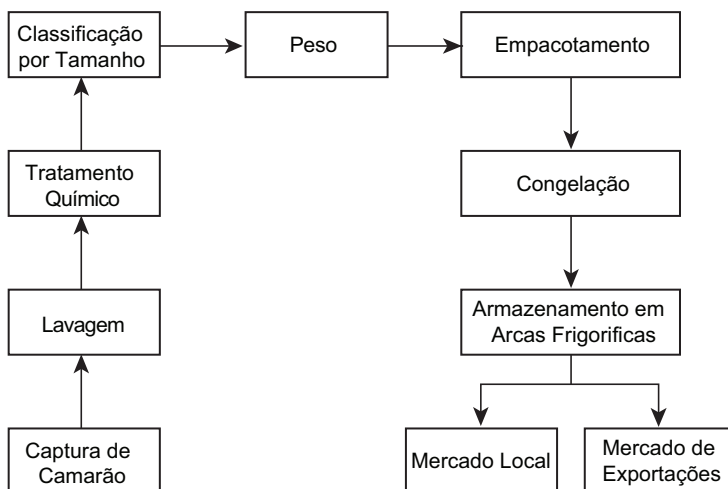 Classificação
por Tamanho
Peso
Empacotamento
Tratamento
Químico
Congelação
Lavagem
Armazenamento em
Arcas Frigorificas
Captura de
Camarão
Mercado Local
Mercado de
Exportações